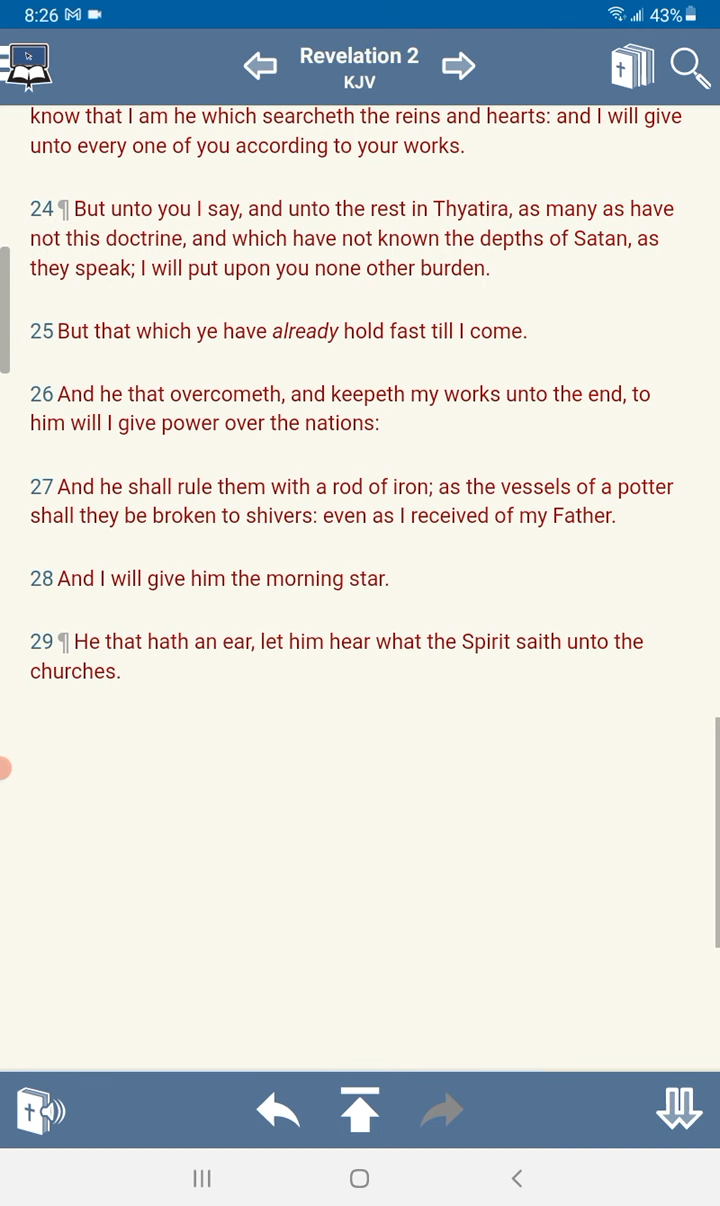 8:26 43%
Revelation 2
KJV
know that I am he which searcheth the reins and hearts: and I will give
unto every one of you according to your works.
24 ¶ But unto you I say, and unto the rest in Thyatira, as many as have
not this doctrine, and which have not known the depths of Satan, as
they speak; I will put upon you none other burden.
25 But that which ye have already hold fast till I come.
26 And he that overcometh, and keepeth my works unto the end, to
him will I give power over the nations:
27 And he shall rule them with a rod of iron; as the vessels of a potter
shall they be broken to shivers: even as I received of my Father.
28 And I will give him the morning star.
29 ¶ He that hath an ear, let him hear what the Spirit saith unto the
churches.